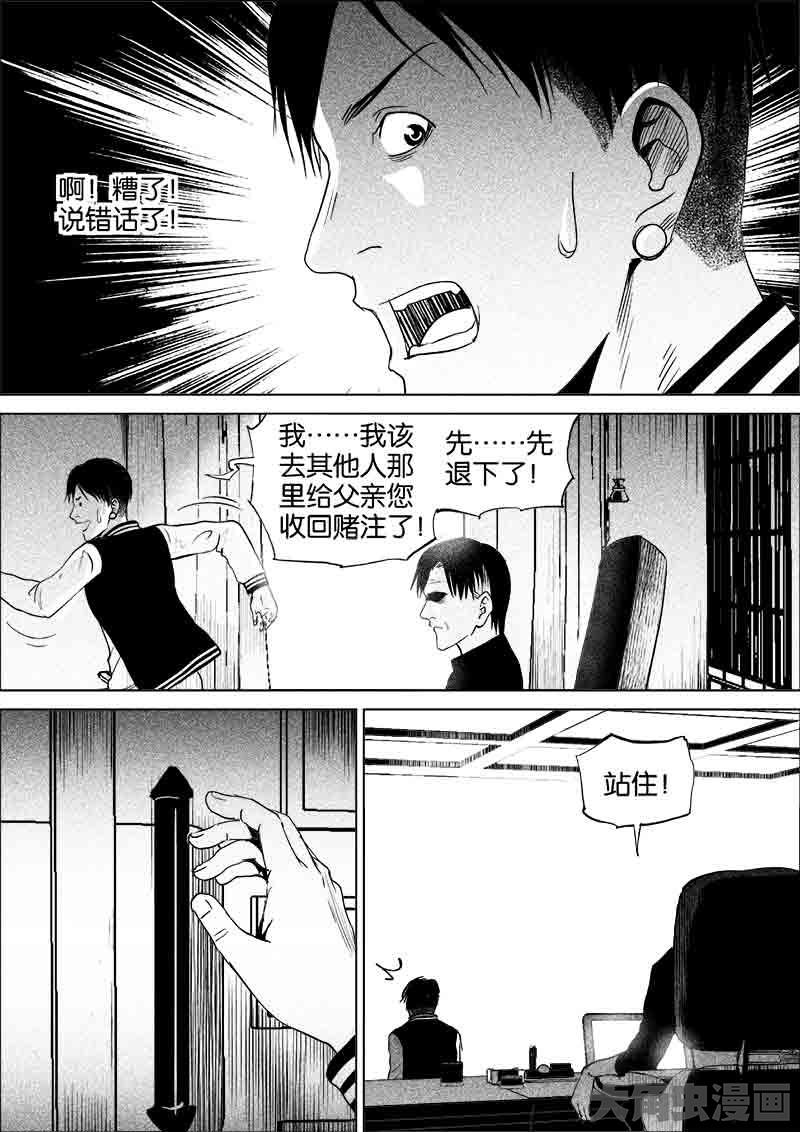 啊！糟了！
说错话了！
我……我该
去其他人那
里给父亲您
收回赌注了！
先……先
退下了！
站住！
天角虫漫画